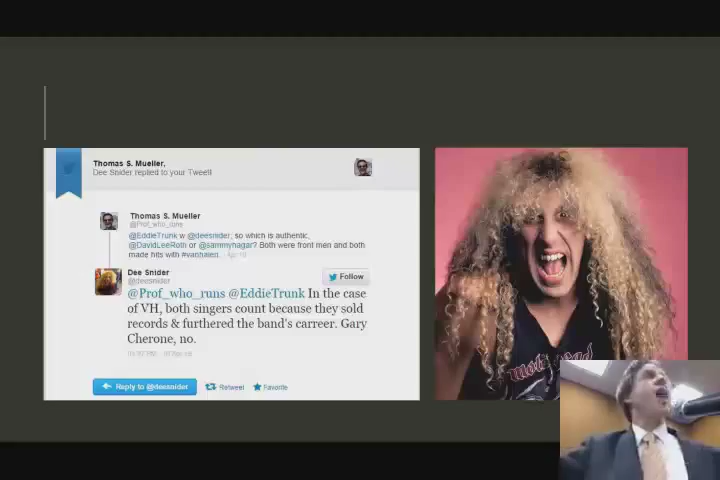 Thomas S. Mueller,
Dee Snider replied to your Tweet!
Thomas S. Mueller
@Prof_who_runs
@EddieTrunk w @deesnider, so which is authentic,
@DavidLeeRoth or @sammyhagar? Both were front men and both
made hits with #vanhalen. Apr 10
Dee Snider
@deesnider
Follow
@Prof_who_runs @EddieTrunk In the case
of VH, both singers count because they sold
records & furthered the band's carreer. Gary
Cherone, no.
Reply to @deesnider Retweet Favorite